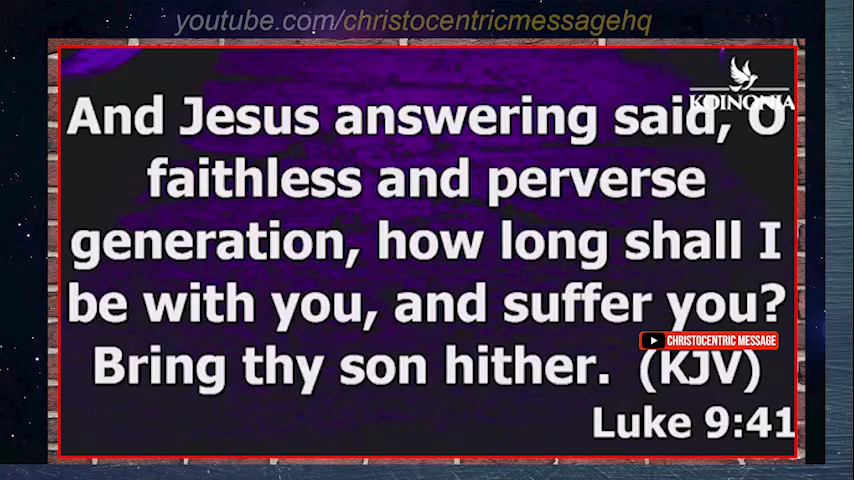 youtube.com/christocentricmessagehq
KOINONIA
And Jesus answering said, O
faithless and perverse
generation, how long shall I
be with you, and suffer you?
CHRISTOCENTRIC MESSAGE
Bring thy son hither. (KJV)
Luke 9:41